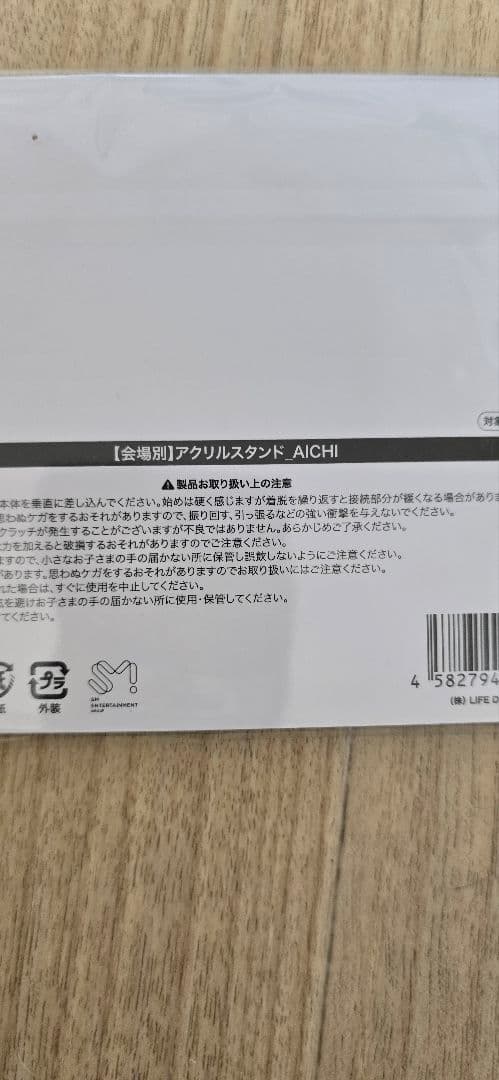 対象
【会場別】アクリルスタンド_AICHI
製品お取り扱い上の注意
本体を垂直に差し込んでください。始めは硬く感じますが着脱を繰り返すと接続部分が緩くなる場合がありま
思わぬケガをするおそれがありますので、振り回す、引っ張るなどの強い衝撃を与えないでください。
クラッチが発生することがございますが不良ではありません。あらかじめご了承ください。
力を加えると破損するおそれがありますのでご注意ください。
ますので、小さなお子さまの手の届かない所に保管し誤飲しないようにご注意ください。
があります。思わぬケガをするおそれがありますのでお取り扱いにはご注意ください。
れた場合は、すぐに使用を中止してください。
気を避けお子さまの手の届かない所に使用・保管してください。
てください。
紙
プラ
外装
SM!
SM
ENTERTAINMENT
GROUP
4 582794
(株) LIFE D